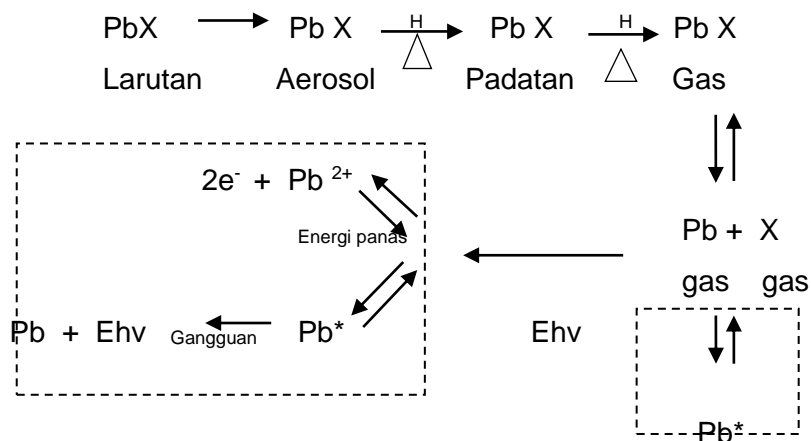 PbX Pb X H Pb X H Pb X
Larutan Aerosol Padatan Gas
2e- + Pb 2+
Energi panas
Pb + X
gas gas
Pb + Ehv Gangguan Pb* Ehv
Pb*